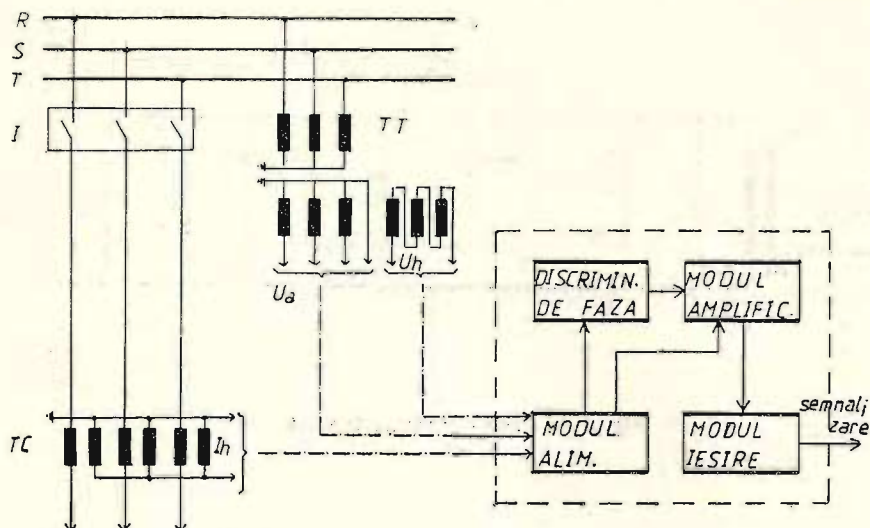 R
S
T
I
TT
Ua
Uh
TC
Ih
DISCRIMIN.
DE FAZA
MODUL
AMPLIFIC.
MODUL
ALIM.
MODUL
IESIRE
semnali
zare